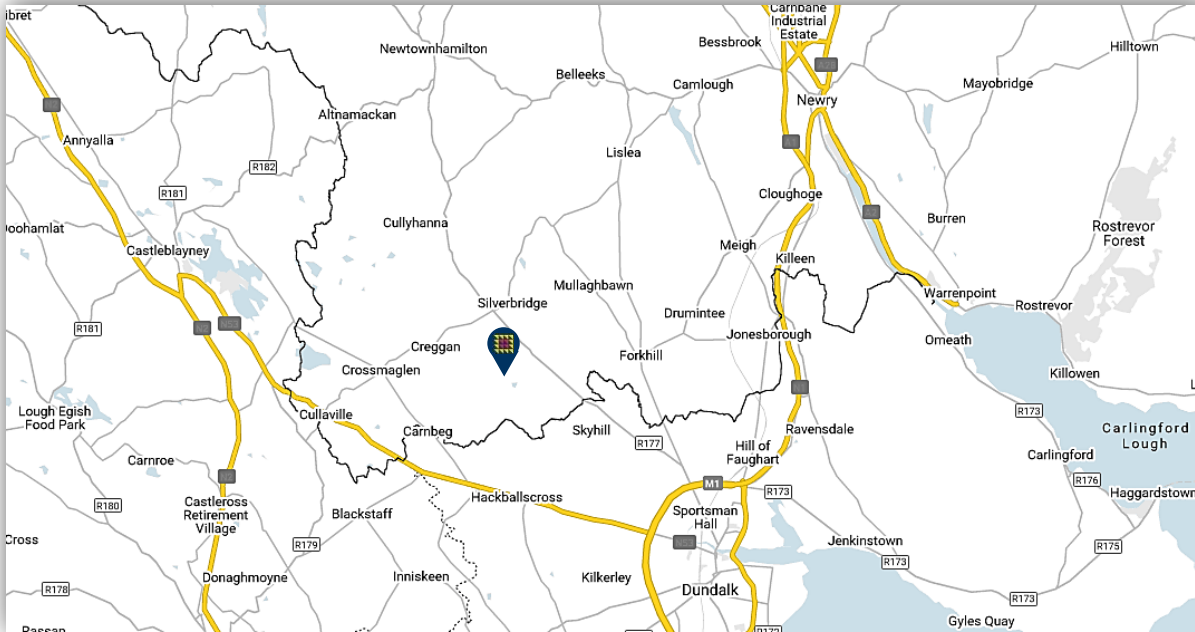 ibret
Carnbane
Industrial
Estate
Newtownhamilton
Bessbrook
Hilltown
Belleeks
Camlough
Mayobridge
Newry
Altnamackan
Annyalla
A1
Lislea
R182
R181
Cloughoge
Cullyhanna
Burren
Doohamlat
Rostrevor
Forest
Castleblayney
Meigh
Killeen
Mullaghbawn
Warrenpoint
Silverbridge
Rostrevor
Drumintee
R181
N2
N53
Jonesborough
Omeath
Creggan
Forkhill
Crossmaglen
Killowen
L
Lough Egish
Food Park
Cullaville
R173
Carnbeg
Skyhill
R177
Ravensdale
Carlingford
Lough
Hill of
Faughart
Carnroe
Carlingford
R176
M1
R173
Haggardstown
Hackballscross
R180
Castleross
Retirement
Village
Blackstaff
Sportsman
Hall
Cross
R179
Jenkinstown
R175
R173
Donaghmoyne
Inniskeen
Kilkerley
Dundalk
R178
R173
Gyles Quay
R172